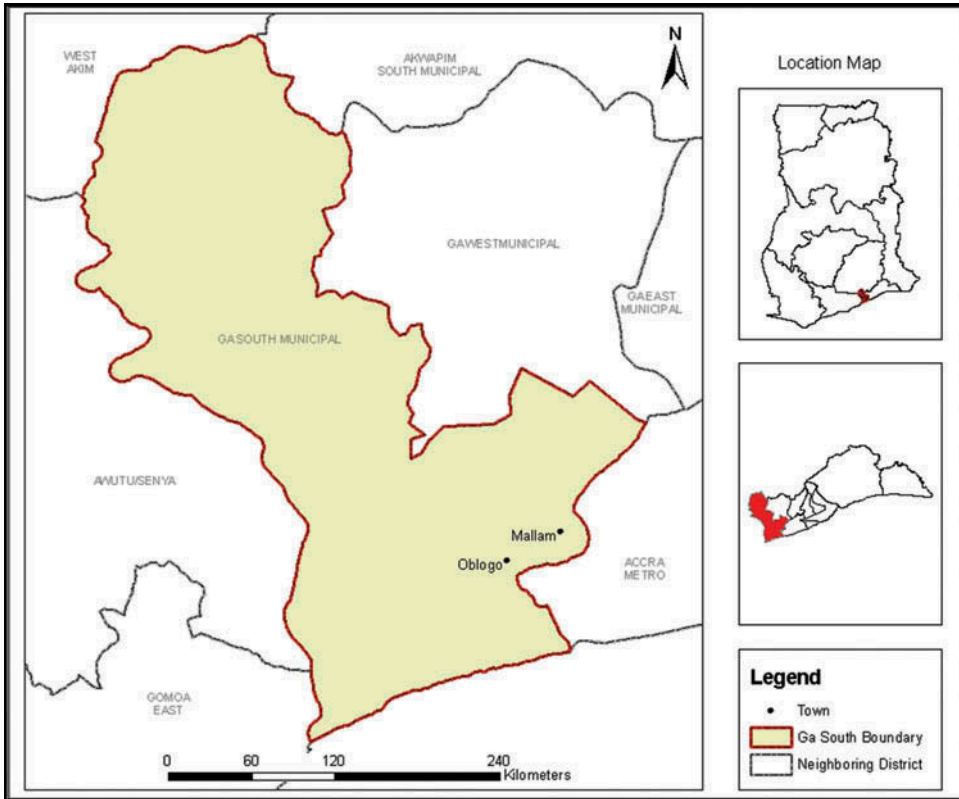 WEST
AKIM
AKWAPIM
SOUTH MUNICIPAL
N
GAWESTMUNICIPAL
GAEAST
MUNICIPAL
GASOUTH MUNICIPAL
AWUTU/SENYA
Mallam
Oblogo
ACCRA
METRO
GOMOA
EAST
0 60 120 240
Kilometers
Location Map
Legend
Town
Ga South Boundary
Neighboring District